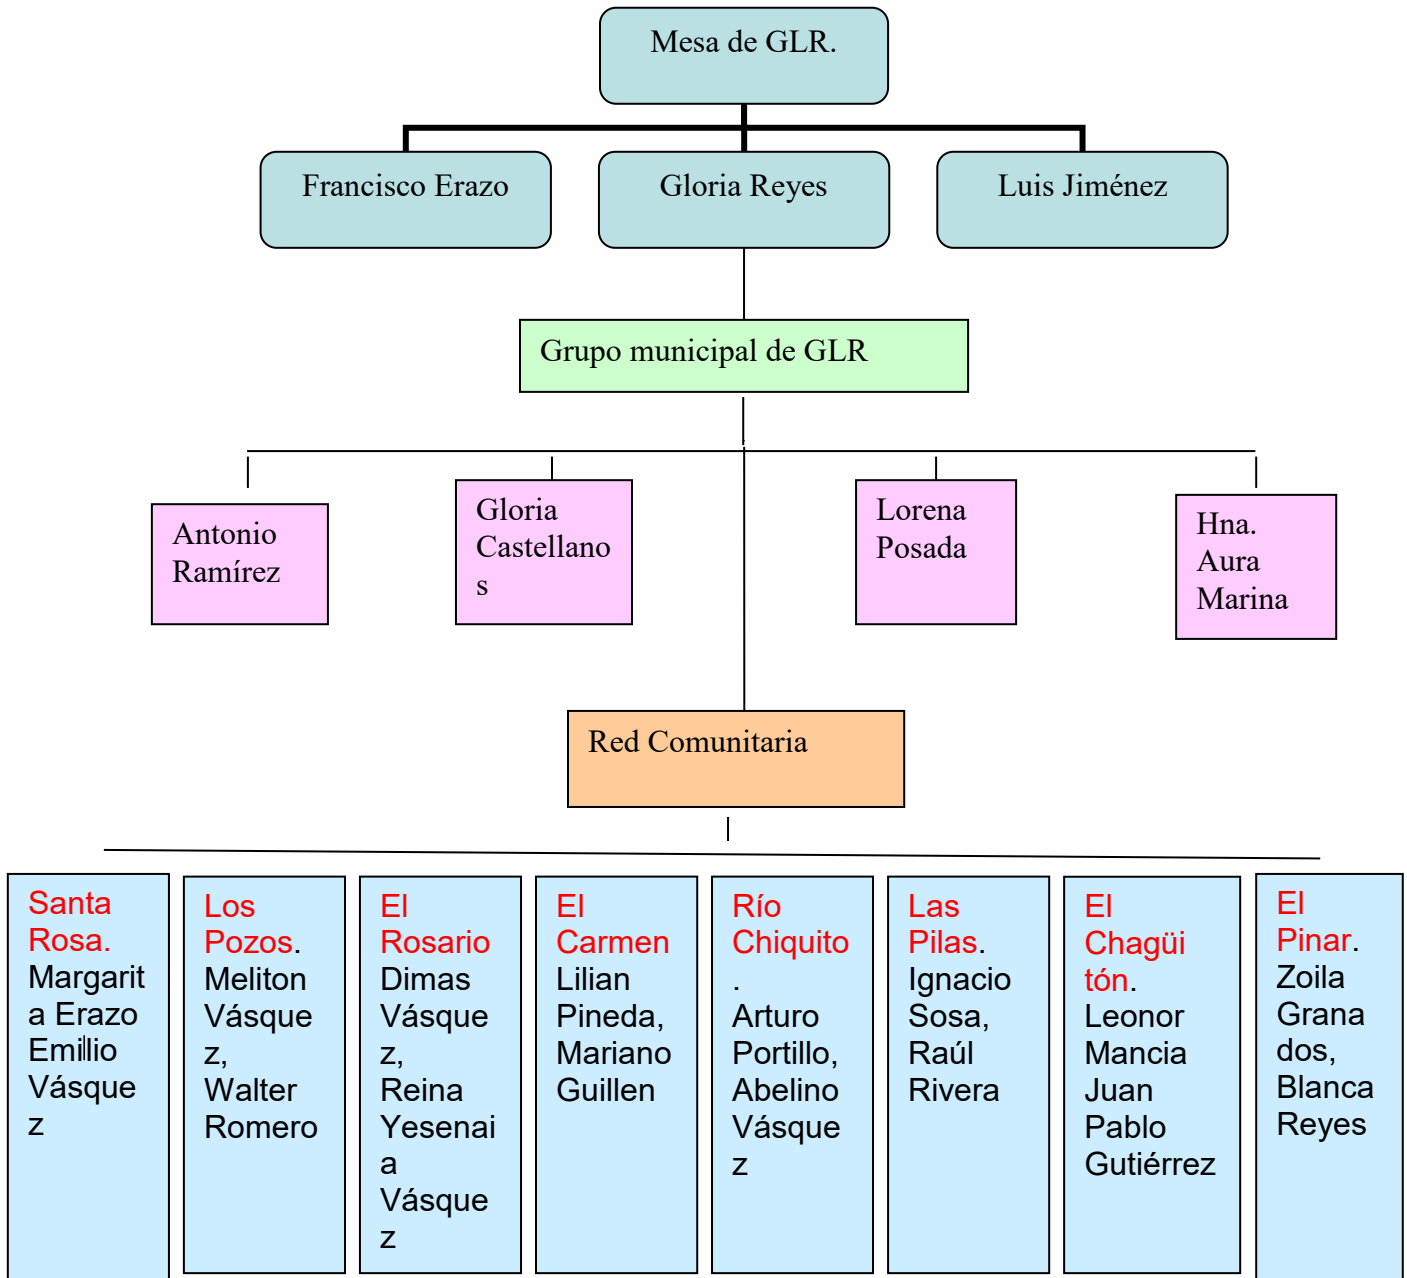 Mesa de GLR.
Francisco Erazo
Gloria Reyes
Luis Jiménez
Grupo municipal de GLR
Antonio
Ramírez
Gloria
Castellano
s
Lorena
Posada
Hna.
Aura
Marina
Red Comunitaria
Santa
Rosa.
Margarit
a Erazo
Emilio
Vásque
z
Los
Pozos.
Meliton
Vásque
z,
Walter
Romero
El
Rosario
Dimas
Vásque
z,
Reina
Yesenai
a
Vásque
z
El
Carmen
Lilian
Pineda,
Mariano
Guillen
Río
Chiquito
.
Arturo
Portillo,
Abelino
Vásque
z
Las
Pilas.
Ignacio
Sosa,
Raúl
Rivera
El
Chagüi
tón.
Leonor
Mancia
Juan
Pablo
Gutiérrez
El
Pinar.
Zoila
Grana
dos,
Blanca
Reyes